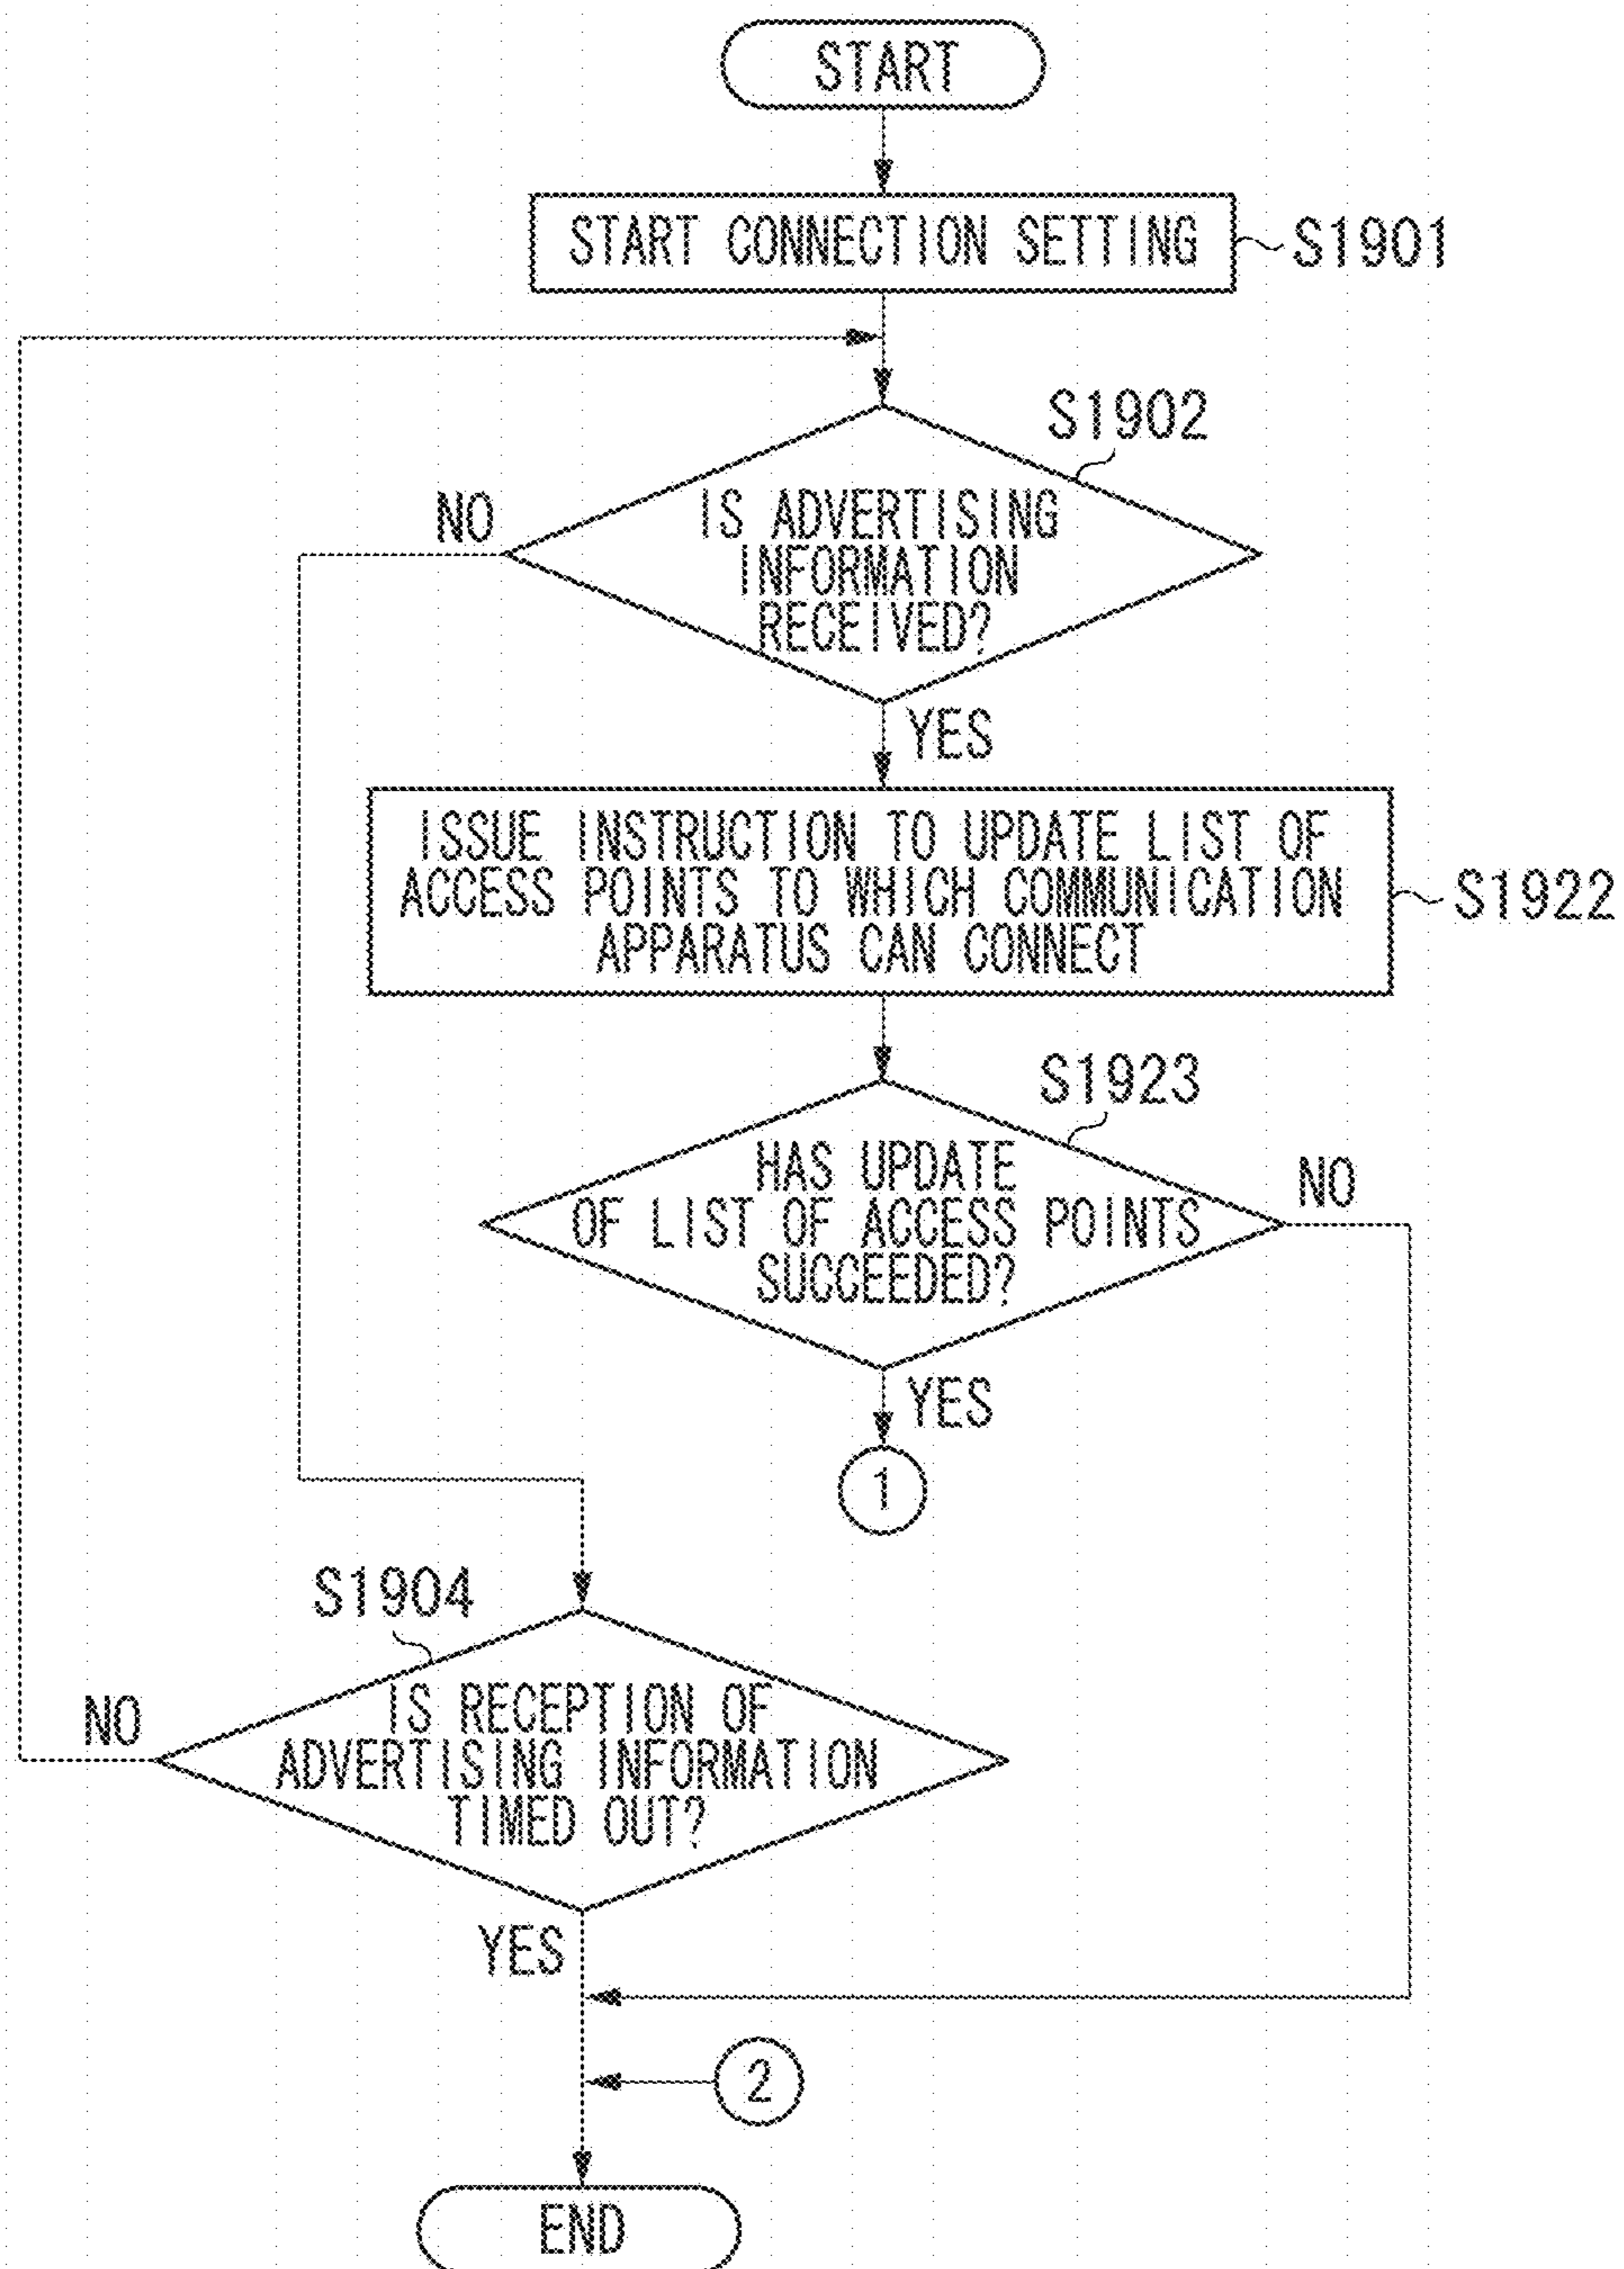 START
START CONNECTION SETTING
S1901
S1902
NO
IS ADVERTISING
INFORMATION
RECEIVED?
YES
ISSUE INSTRUCTION TO UPDATE LIST OF
ACCESS POINTS TO WHICH COMMUNICATION
APPARATUS CAN CONNECT
S1922
S1923
HAS UPDATE
OF LIST OF ACCESS POINTS
SUCCEEDED?
NO
YES
1
S1904
NO
IS RECEPTION OF
ADVERTISING INFORMATION
TIMED OUT?
YES
2
END